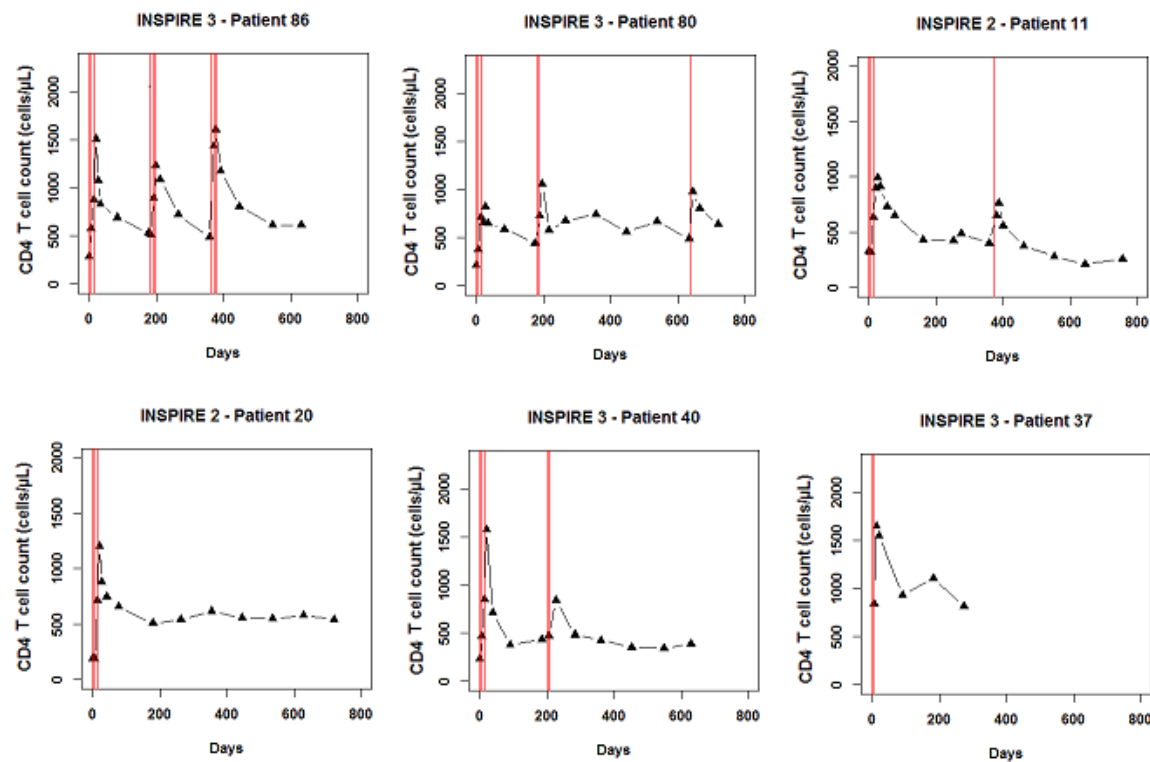 INSPIRE 3 - Patient 86
CD4 T cell count (cells/µL)
2000
1500
1000
500
0
0 200 400 600 800
Days
INSPIRE 3 - Patient 80
CD4 T cell count (cells/µL)
2000
1500
1000
500
0
0 200 400 600 800
Days
INSPIRE 2 - Patient 11
CD4 T cell count (cells/µL)
2000
1500
1000
500
0
0 200 400 600 800
Days
INSPIRE 2 - Patient 20
CD4 T cell count (cells/µL)
2000
1500
1000
500
0
0 200 400 600 800
Days
INSPIRE 3 - Patient 40
CD4 T cell count (cells/µL)
2000
1500
1000
500
0
0 200 400 600 800
Days
INSPIRE 3 - Patient 37
CD4 T cell count (cells/µL)
2000
1500
1000
500
0
0 200 400 600 800
Days